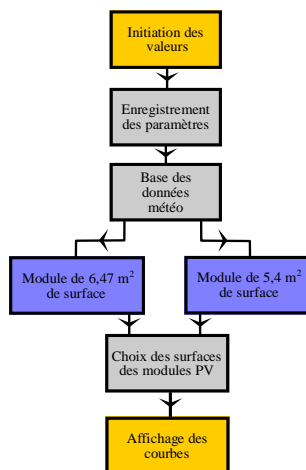 Initiation des
valeurs
Enregistrement
des paramètres
Base des
données
météo
Module de 6,47 m²
de surface
Module de 5,4 m²
de surface
Choix des surfaces
des modules PV
Affichage des
courbes